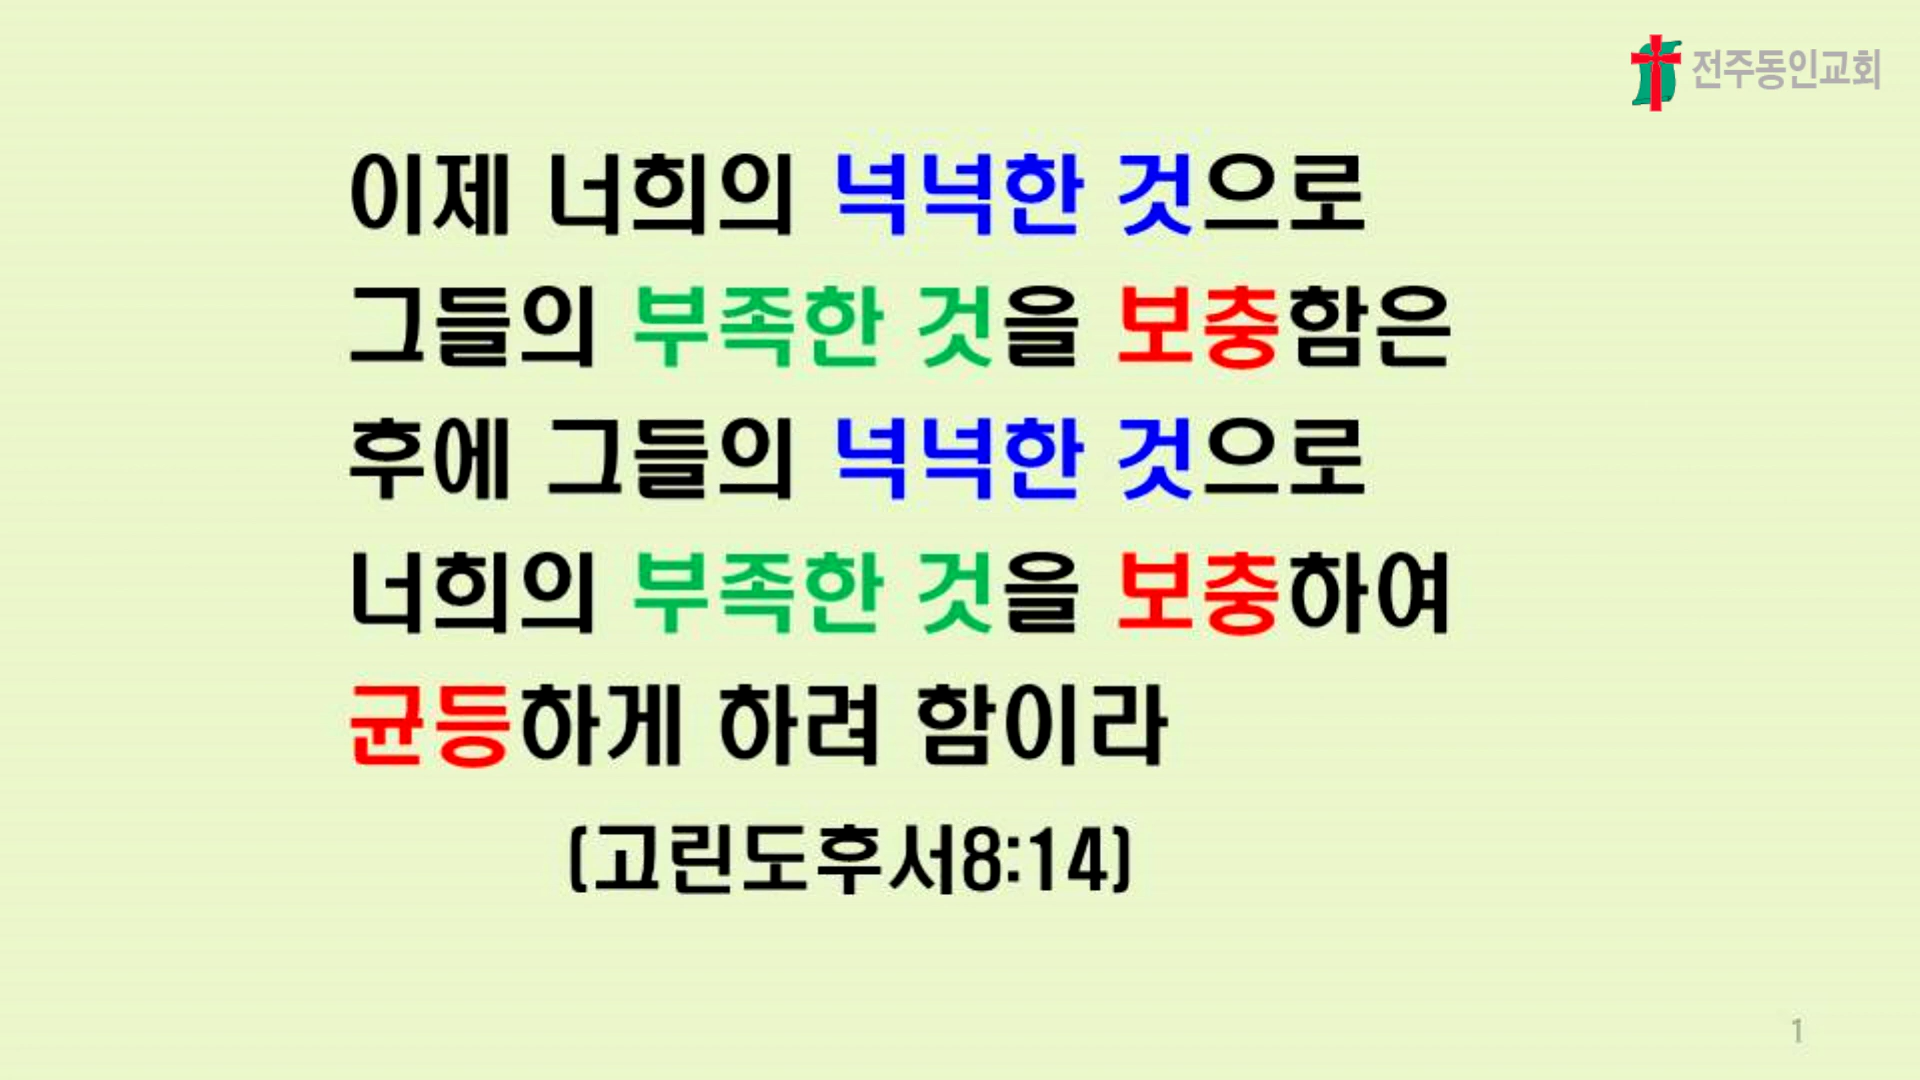 전주동인교회
이제 너희의 넉넉한 것으로
그들의 부족한 것을 보충함은
후에 그들의 넉넉한 것으로
너희의 부족한 것을 보충하여
균등하게 하려 함이라
(고린도후서8:14)
1